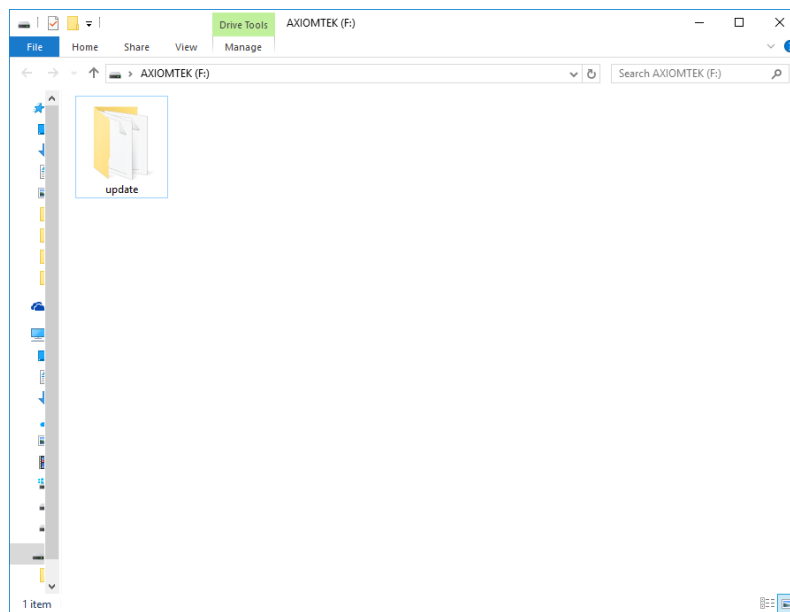 Drive Tools AXIOMTEK (F:)
File Home Share View Manage
AXIOMTEK (F:) Search AXIOMTEK (F:)
update
1 item